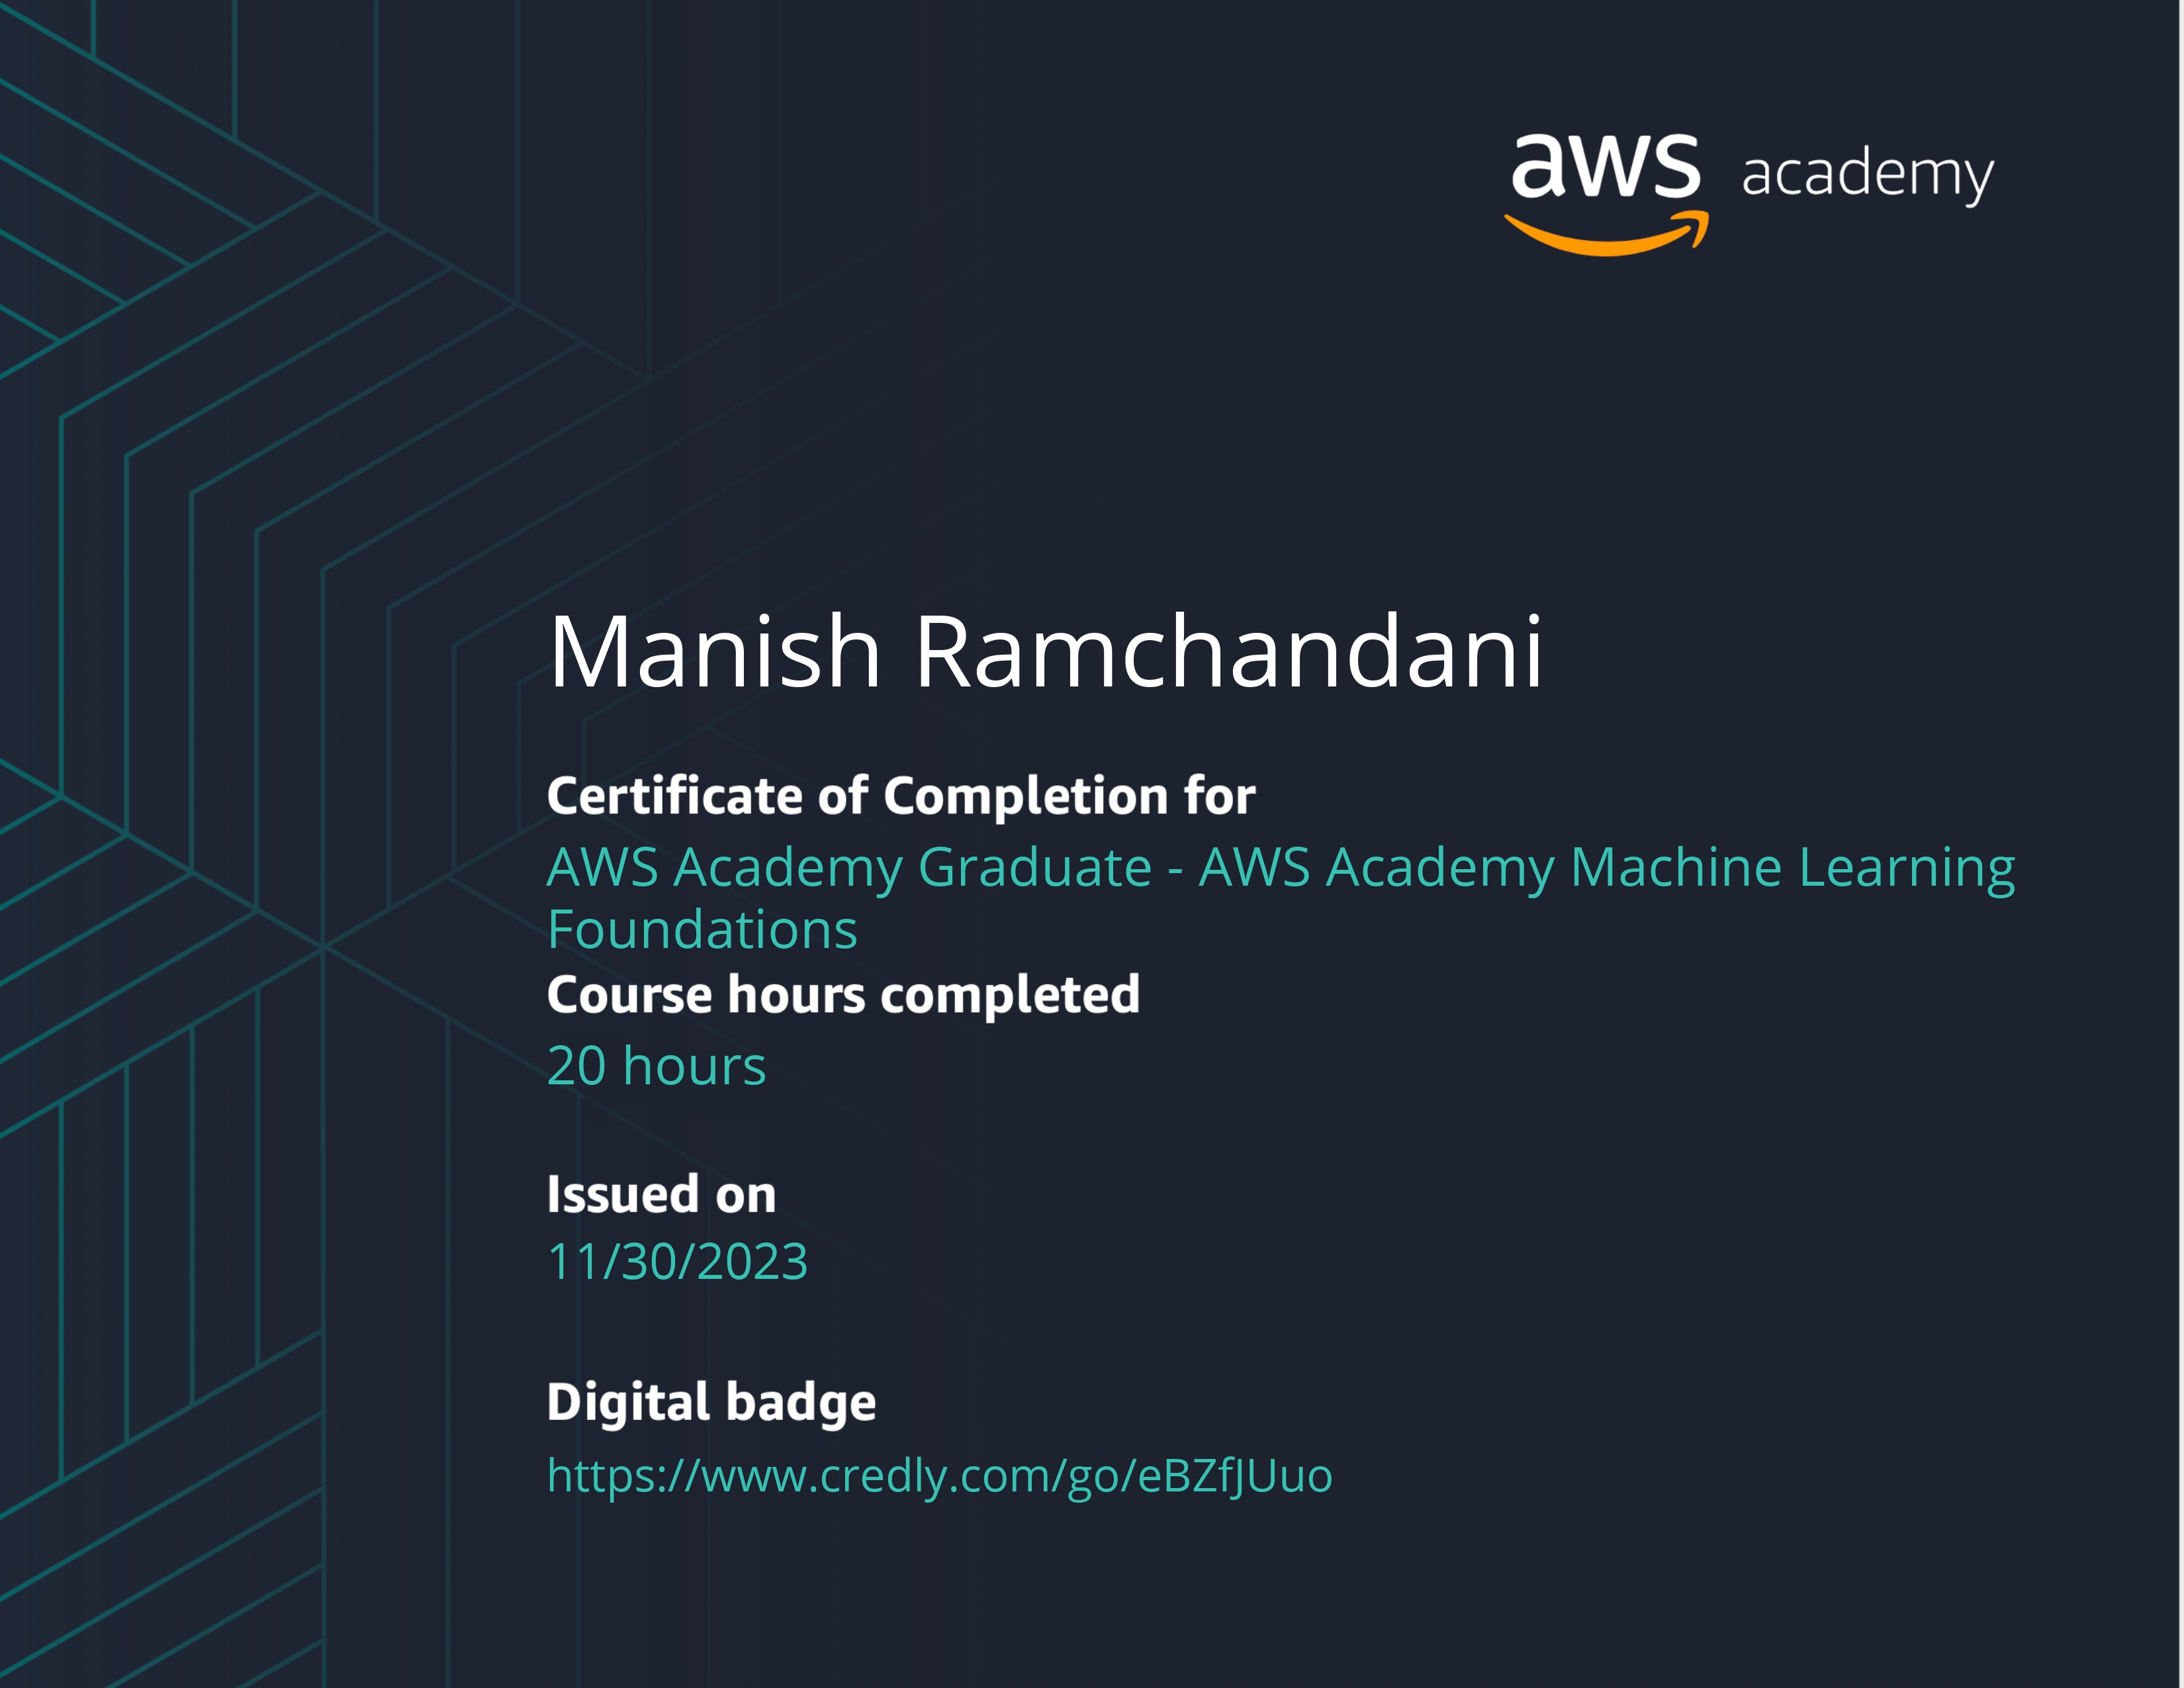 aws academy
Manish Ramchandani
Certificate of Completion for
AWS Academy Graduate - AWS Academy Machine Learning
Foundations
Course hours completed
20 hours
Issued on
11/30/2023
Digital badge
https://www.credly.com/go/eBZfJUuo